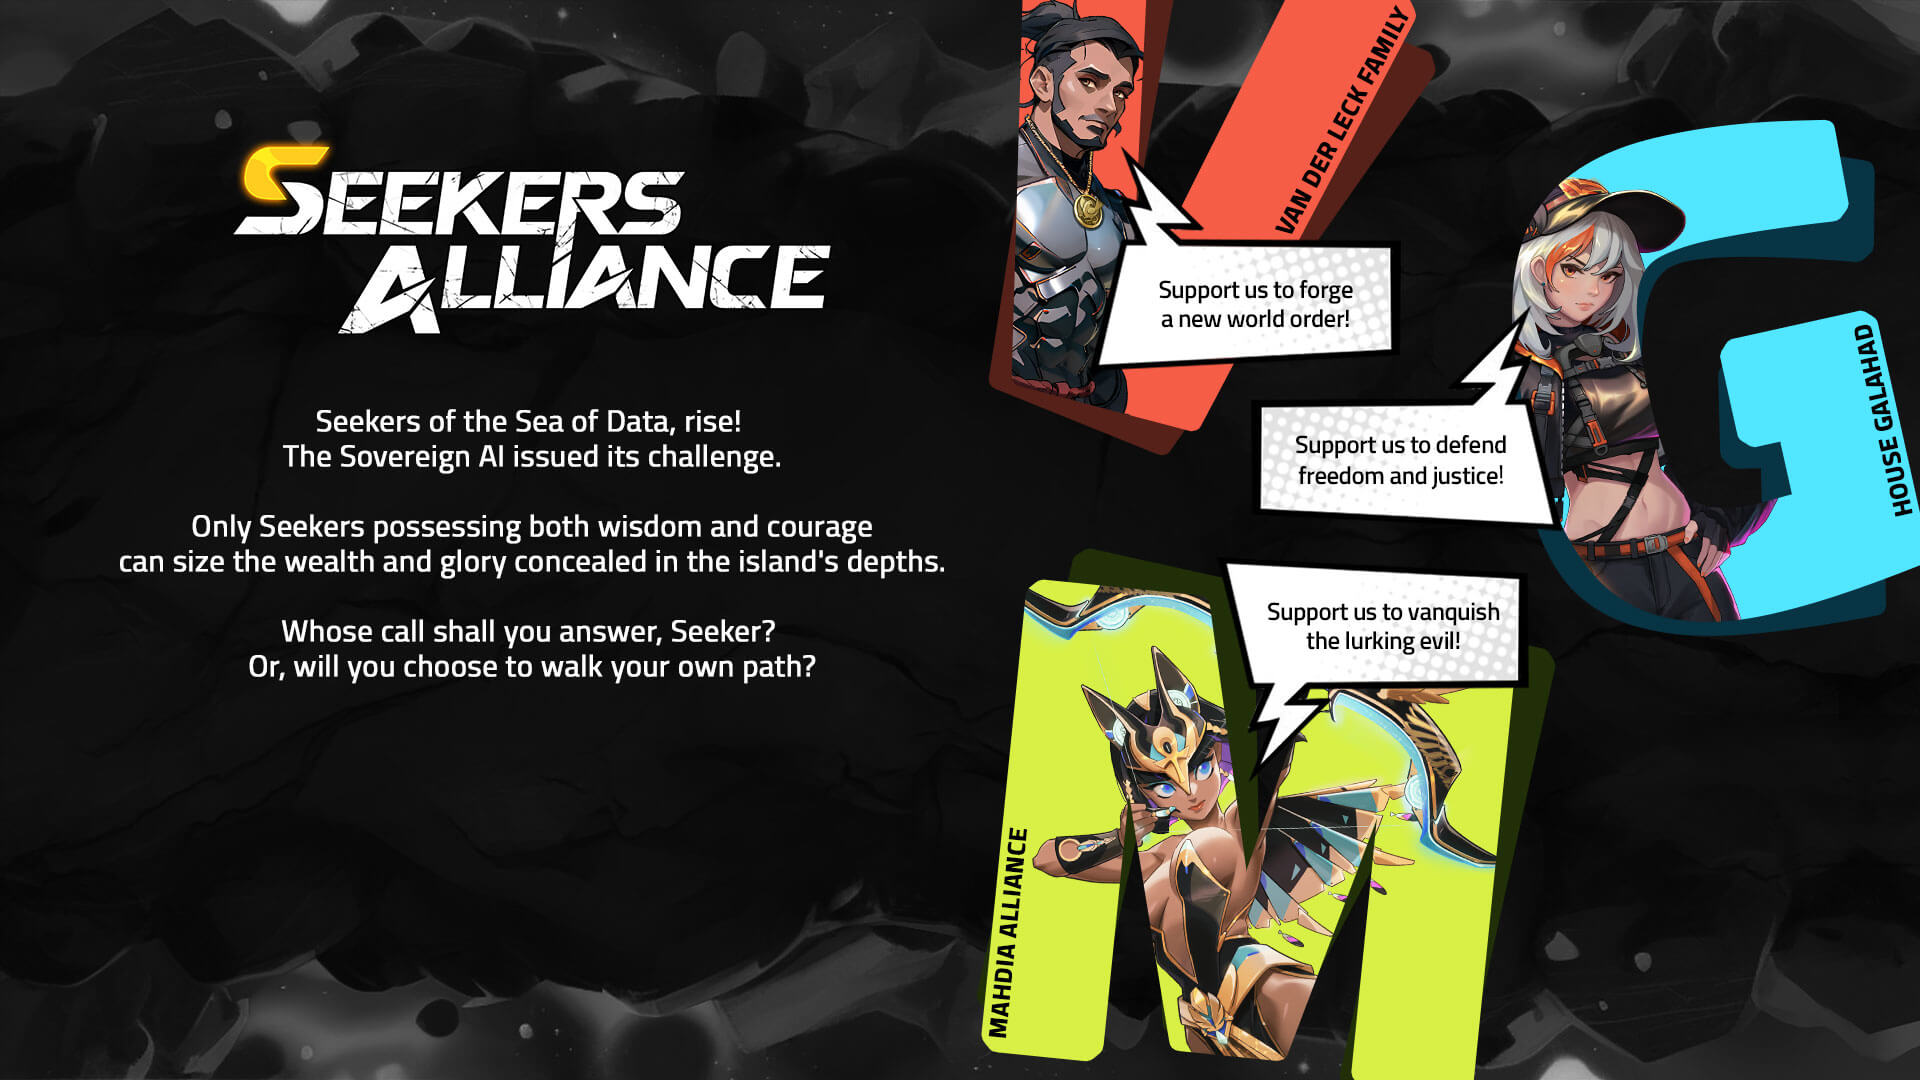 SEEKERS
ALLIANCE
Seekers of the Sea of Data, rise!
The Sovereign AI issued its challenge.
Only Seekers possessing both wisdom and courage
can size the wealth and glory concealed in the island's depths.
Whose call shall you answer, Seeker?
Or, will you choose to walk your own path?
VAN DER LECK FAMILY
Support us to forge
a new world order!
HOUSE GALAHAD
Support us to defend
freedom and justice!
MAHDIA ALLIANCE
Support us to vanquish
the lurking evil!